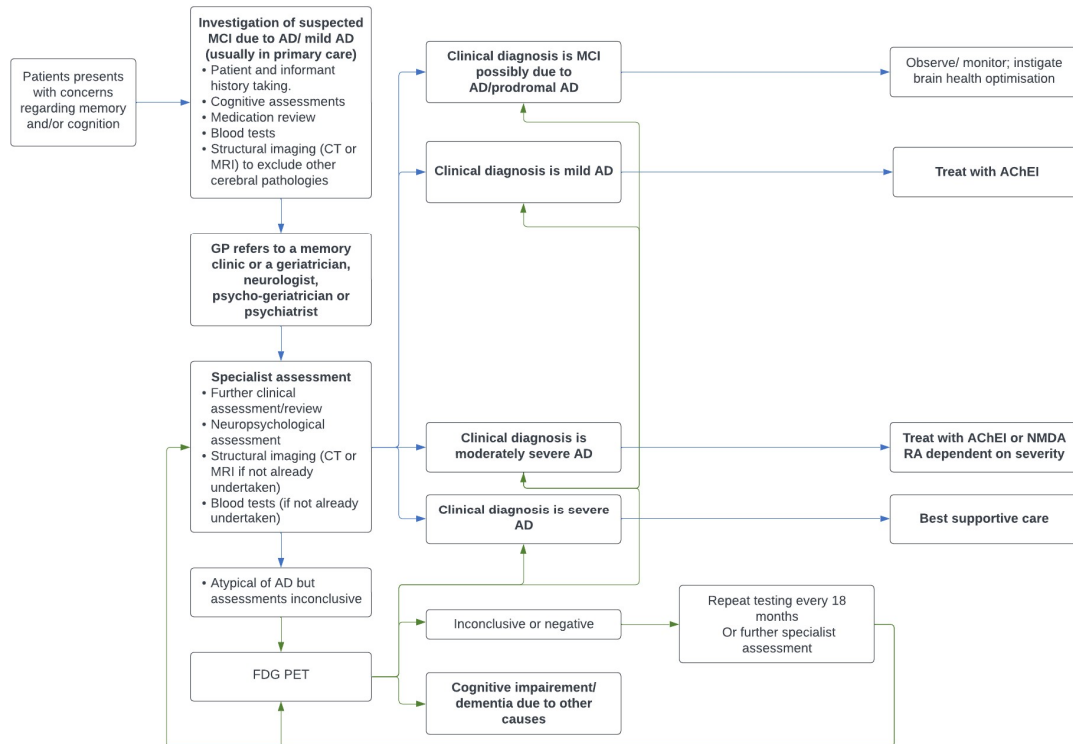 Patients presents
with concerns
regarding memory
and/or cognition
Investigation of suspected
MCI due to AD/ mild AD
(usually in primary care)
• Patient and informant
history taking.
• Cognitive assessments
• Medication review
• Blood tests
• Structural imaging (CT or
MRI) to exclude other
cerebral pathologies
GP refers to a memory
clinic or a geriatrician,
neurologist,
psycho-geriatrician or
psychiatrist
Specialist assessment
• Further clinical
assessment/review
• Neuropsychological
assessment
• Structural imaging (CT or
MRI if not already
undertaken)
• Blood tests (if not already
undertaken)
• Atypical of AD but
assessments inconclusive
FDG PET
Clinical diagnosis is MCI
possibly due to
AD/prodromal AD
Clinical diagnosis is mild AD
Clinical diagnosis is
moderately severe AD
Clinical diagnosis is severe
AD
Inconclusive or negative
Cognitive impairement/
dementia due to other
causes
Repeat testing every 18
months
Or further specialist
assessment
Observe/ monitor; instigate
brain health optimisation
Treat with AChEI
Treat with AChEI or NMDA
RA dependent on severity
Best supportive care